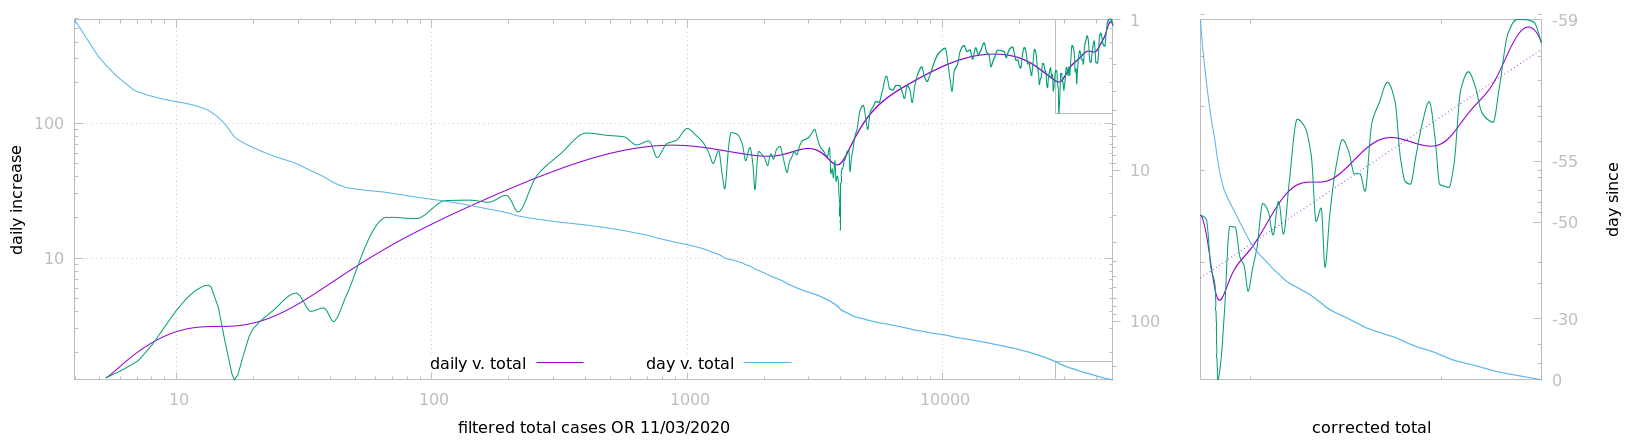 daily increase
100
10
10
100
1000
10000
filtered total cases OR 11/03/2020
daily v. total
day v. total
1
10
100
-59
-55
-50
-30
0
day since
corrected total